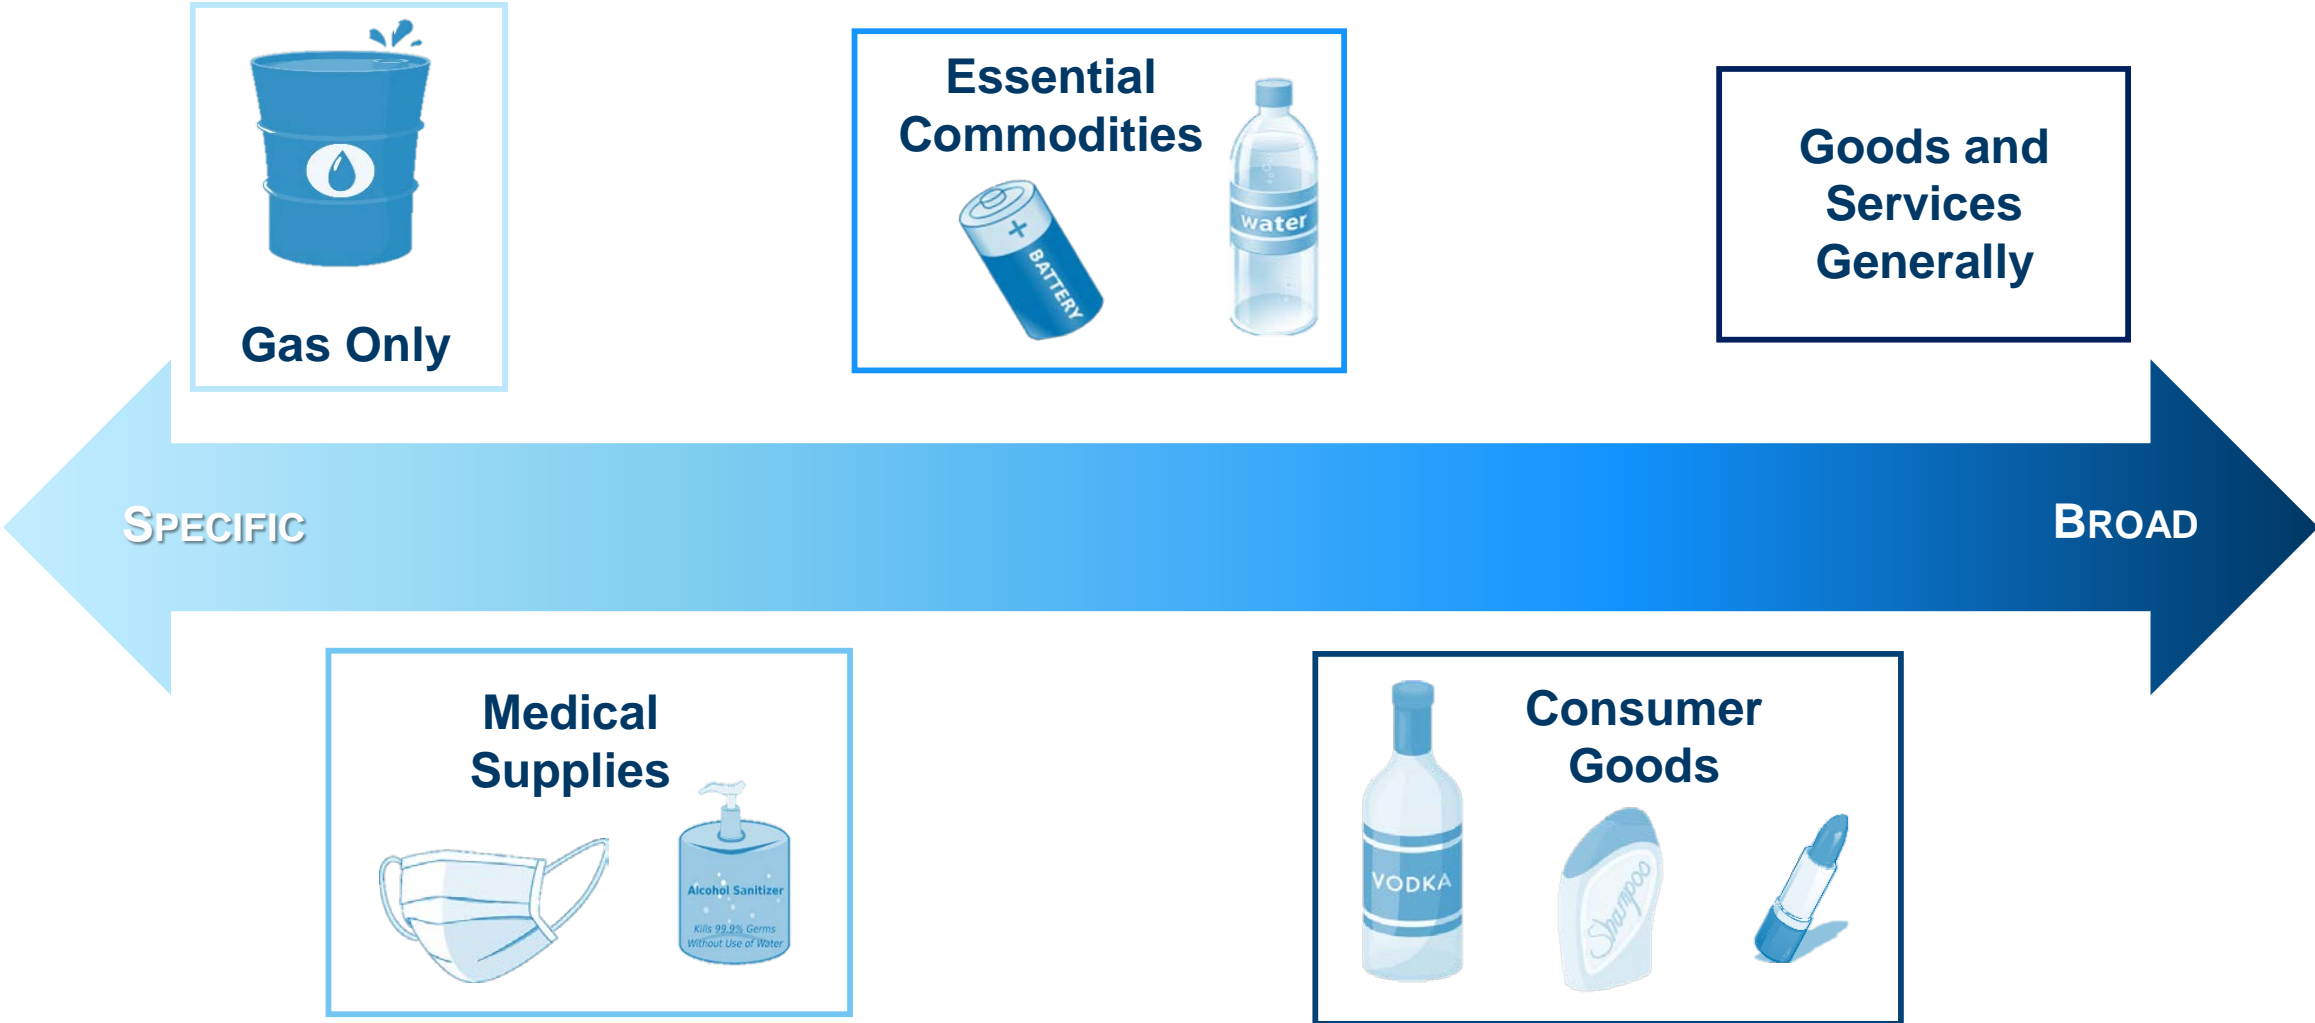 Gas Only
Essential
Commodities
BATTERY
water
Goods and
Services
Generally
SPECIFIC
BROAD
Medical
Supplies
Alcohol Sanitizer
Kills 99.9% Germs
Without Use of Water
Consumer
Goods
VODKA
Shampoo